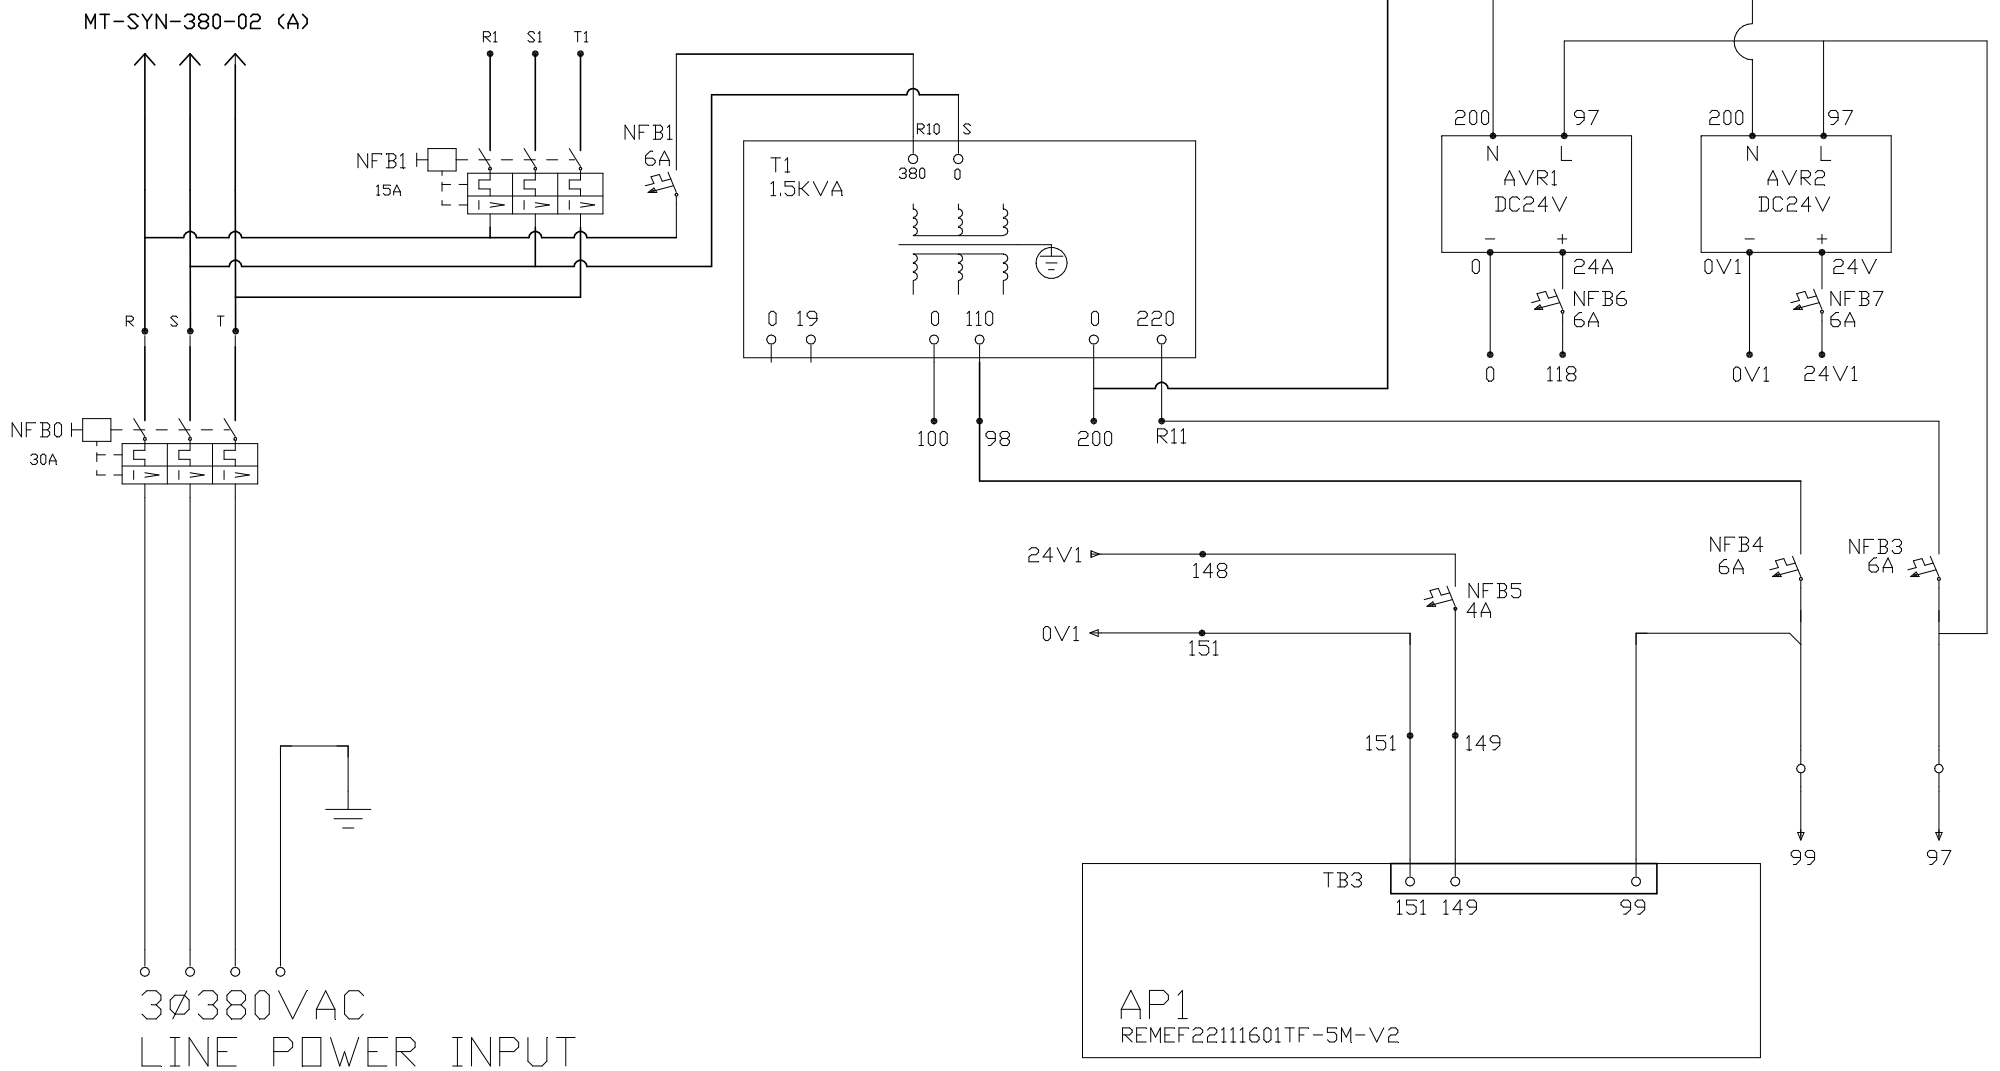 MT-SYN-380-02 (A)
R1 S1 T1
NFB1
15A
NFB1
6A
R10 S
T1
1.5KVA
380 0
0 19 0 110 0 220
100 98 200 R11
200 97
N L
AVR1
DC24V
- +
0 24A
NFB6
6A
0 118
200 97
N L
AVR2
DC24V
- +
0V1 24V
NFB7
6A
0V1 24V1
R S T
NFB0
30A
I > I > I >
I > I > I >
24V1
148
NFB5
4A
0V1
151
NFB4
6A
NFB3
6A
151 149
99 97
TB3
151 149 99
AP1
REMEF22111601TF-5M-V2
3ø380VAC
LINE POWER INPUT